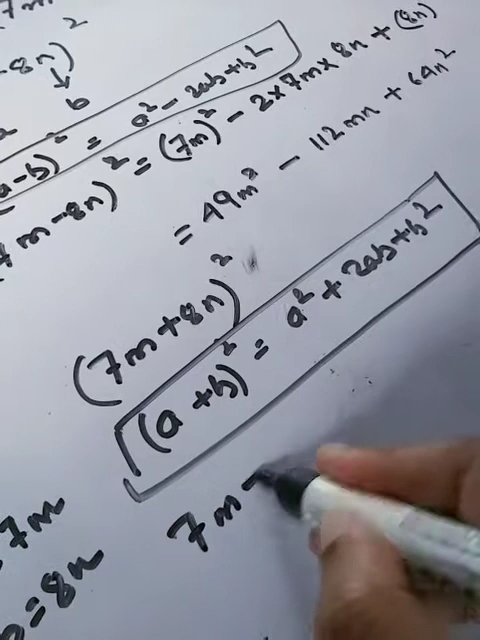 7m
- 8n)²
b
(a-b)² = a² - 2ab + b²
7m - 8n)² = (7m)² - 2×7m×8n + (8n)
= 49m² - 112mn + 64n²
(7m + 8n)²
(a + b)² = a² + 2ab + b²
7m
7m
= 8n